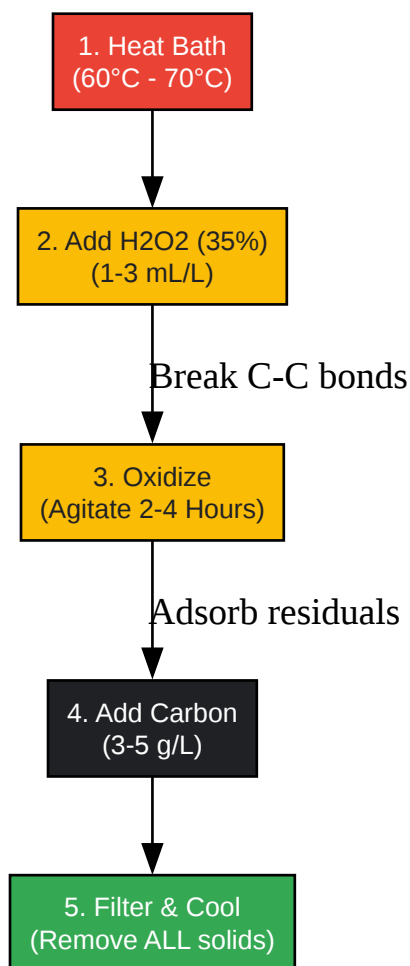 1. Heat Bath
(60°C - 70°C)
2. Add H2O2 (35%)
(1-3 mL/L)
Break C-C bonds
3. Oxidize
(Agitate 2-4 Hours)
Adsorb residuals
4. Add Carbon
(3-5 g/L)
5. Filter & Cool
(Remove ALL solids)